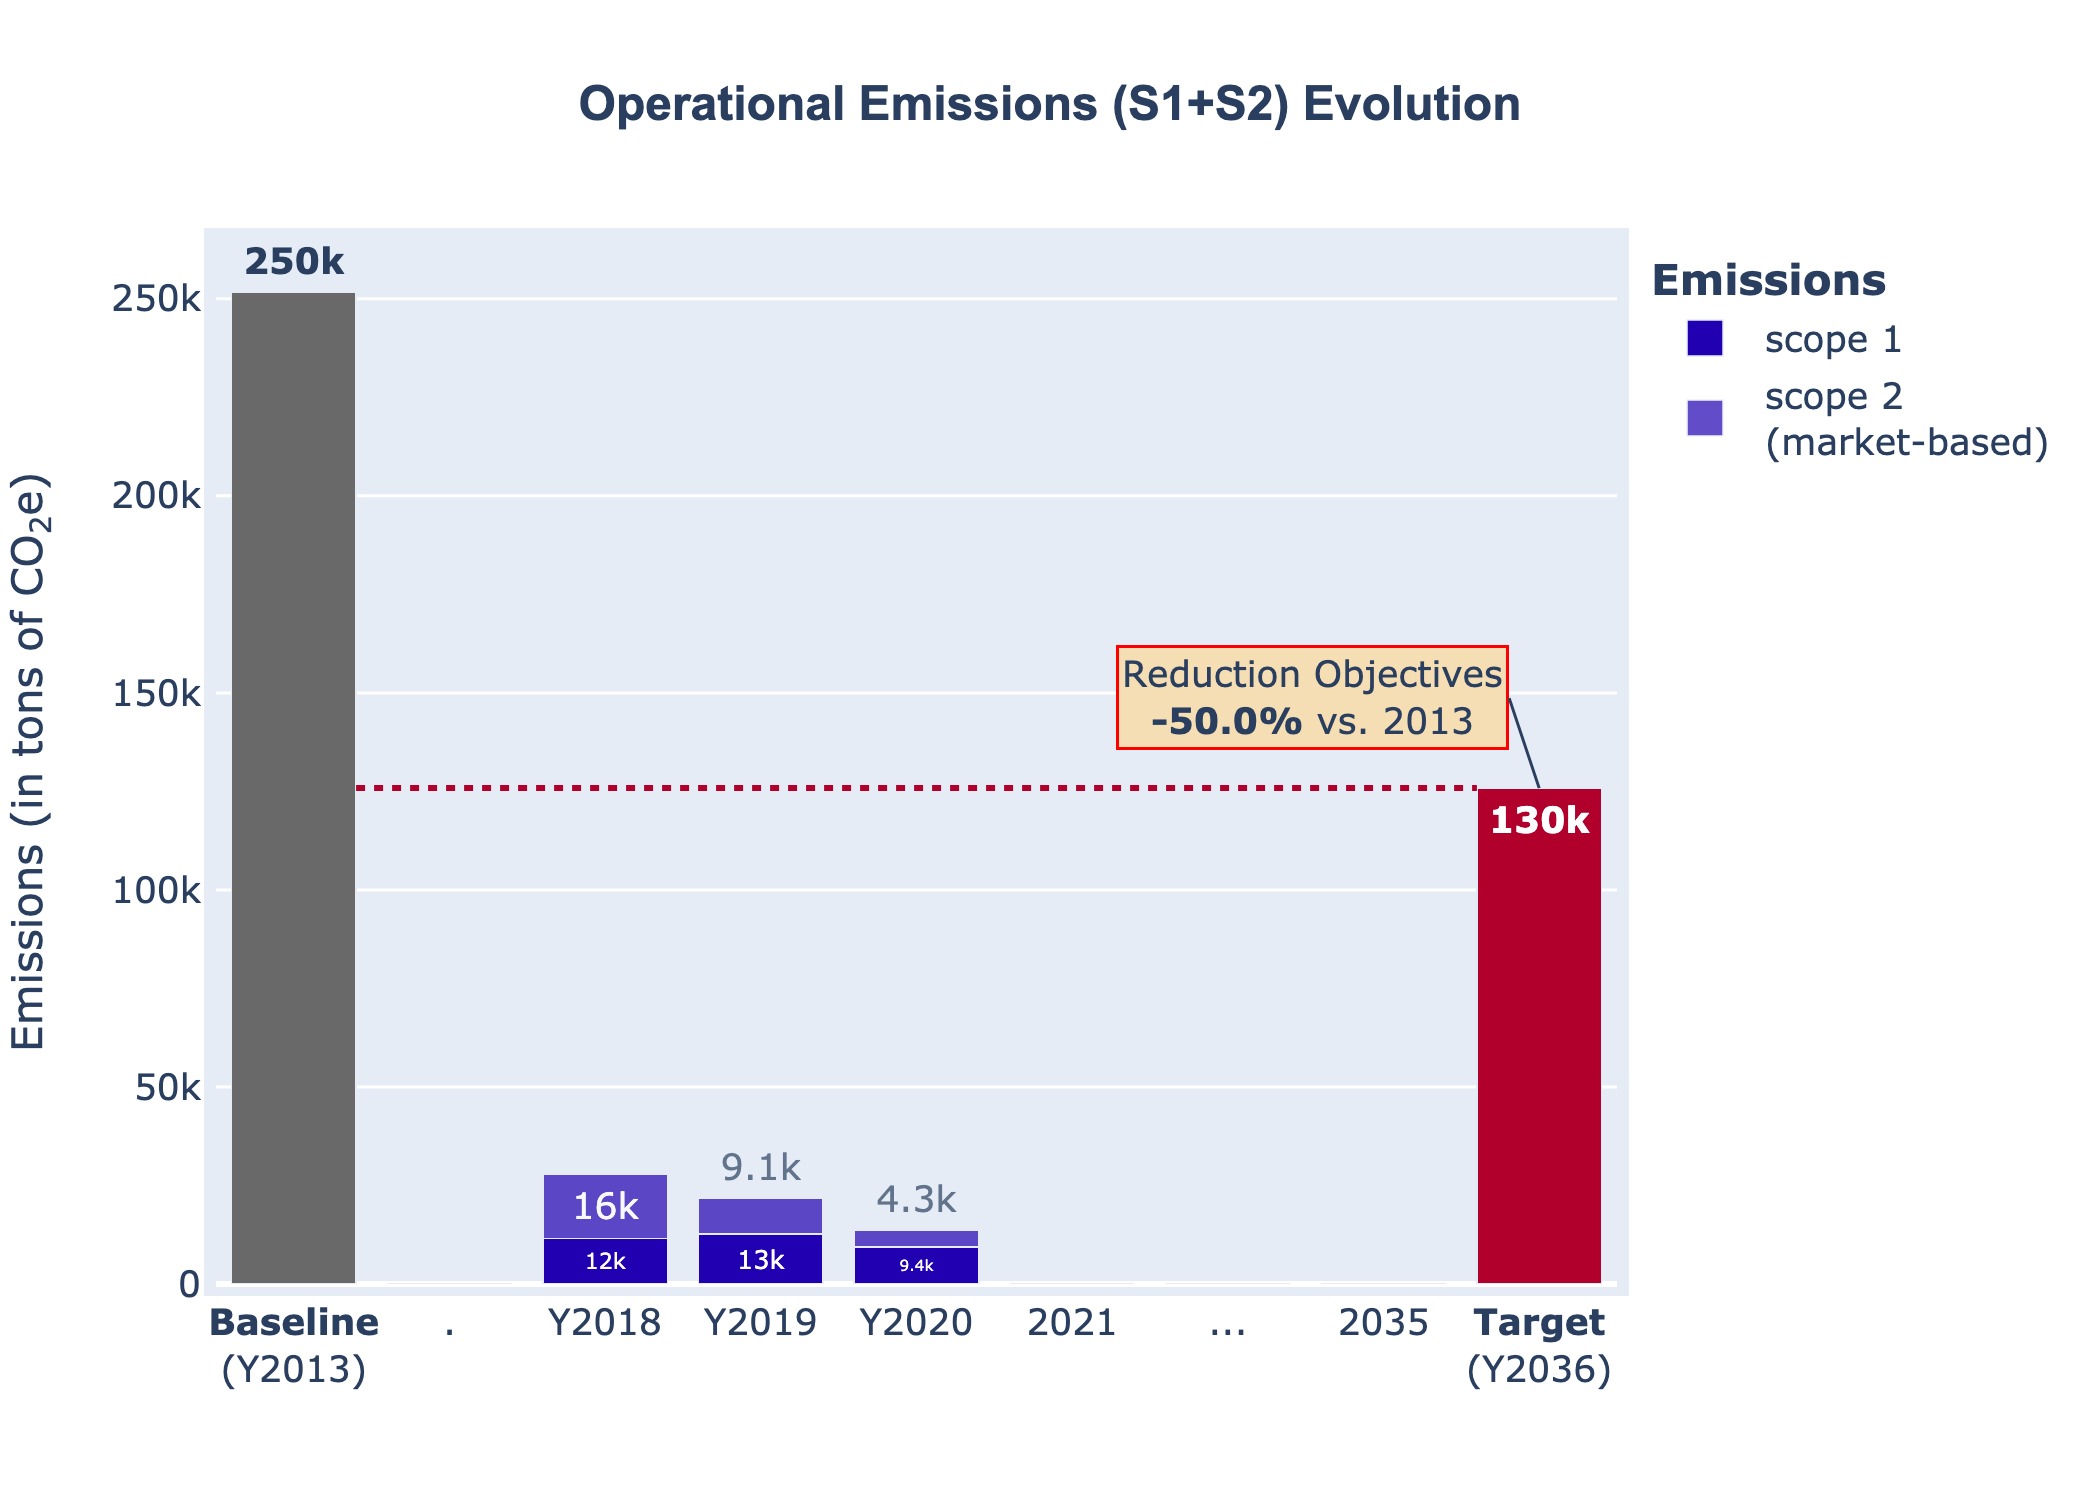 Operational Emissions (S1+S2) Evolution
Emissions (in tons of CO₂e)
250k
200k
150k
100k
50k
0
250k
16k
12k
9.1k
13k
4.3k
9.4k
Reduction Objectives
-50.0% vs. 2013
130k
Baseline
(Y2013)
.
Y2018
Y2019
Y2020
2021
...
2035
Target
(Y2036)
Emissions
scope 1
scope 2
(market-based)